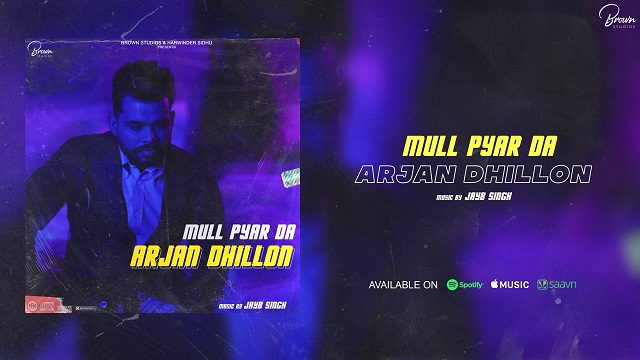 Brown
STUDIOS
BROWN STUDIOS & HARWINDER SIDHU
PRESENTS
MULL PYAR DA
ARJAN DHILLON
MUSIC BY JAYB SINGH
Brown
STUDIOS
MULL PYAR DA
ARJAN DHILLON
MUSIC BY JAYB SINGH
AVAILABLE ON Spotify MUSIC saavn